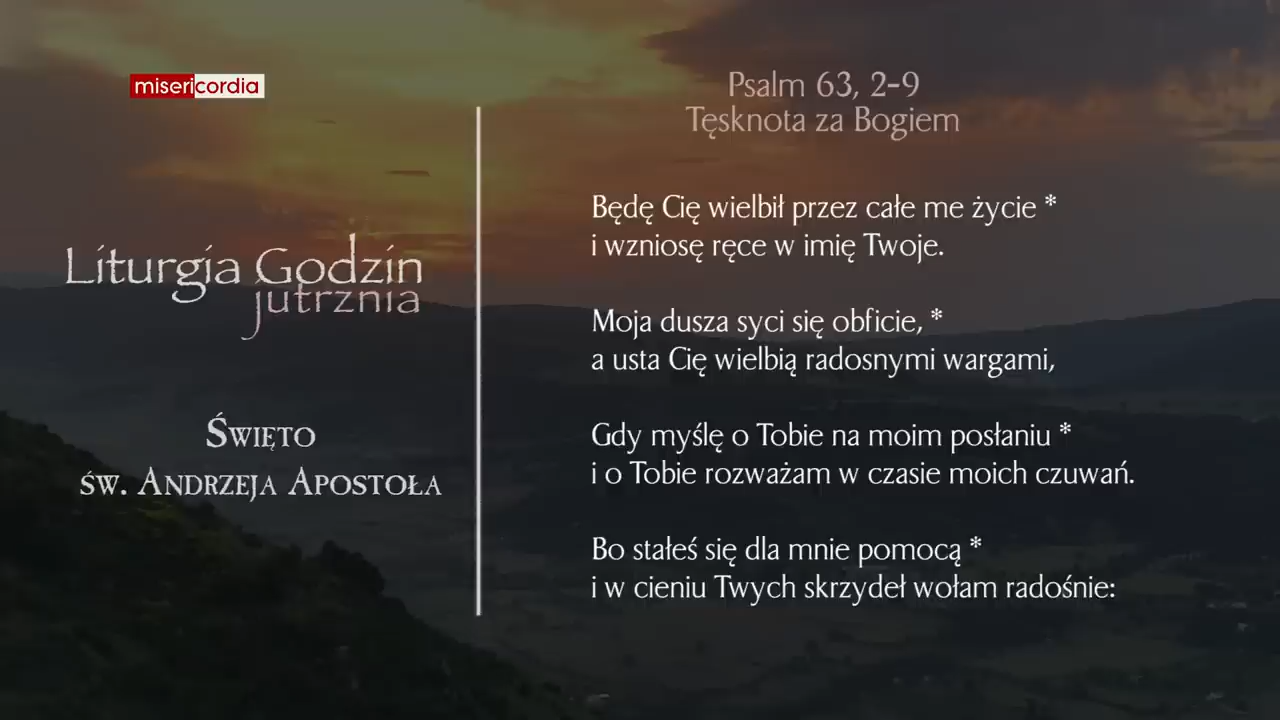 misericordia
Liturgia Godzin
jutrznia
Święto
św. Andrzeja Apostoła
Psalm 63, 2-9
Tęsknota za Bogiem
Będę Cię wielbił przez całe me życie *
i wzniosę ręce w imię Twoje.
Moja dusza syci się obficie, *
a usta Cię wielbią radosnymi wargami,
Gdy myślę o Tobie na moim posłaniu *
i o Tobie rozważam w czasie moich czuwań.
Bo stałeś się dla mnie pomocą *
i w cieniu Twych skrzydeł wołam radośnie: